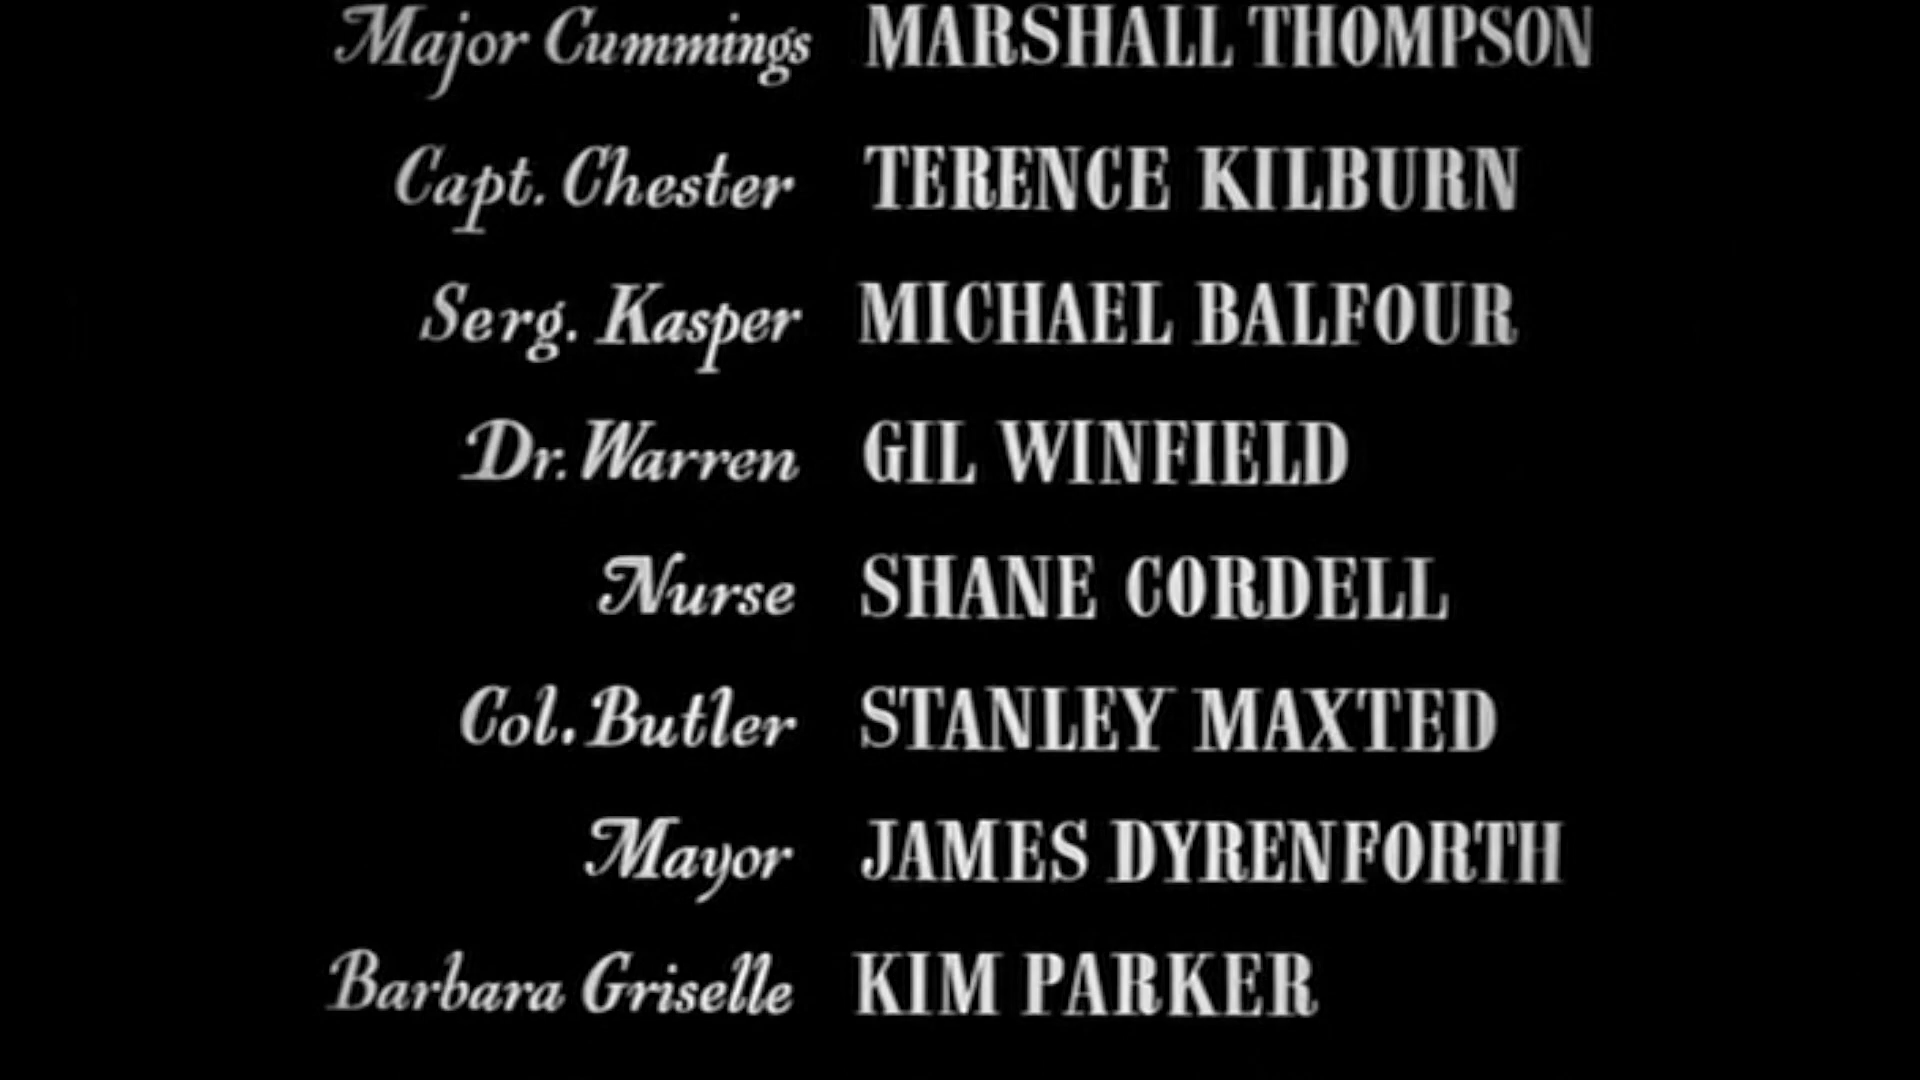 Major Cummings MARSHALL THOMPSON
Capt. Chester TERENCE KILBURN
Serg. Kasper MICHAEL BALFOUR
Dr. Warren GIL WINFIELD
Nurse SHANE CORDELL
Col. Butler STANLEY MAXTED
Mayor JAMES DYRENFORTH
Barbara Griselle KIM PARKER